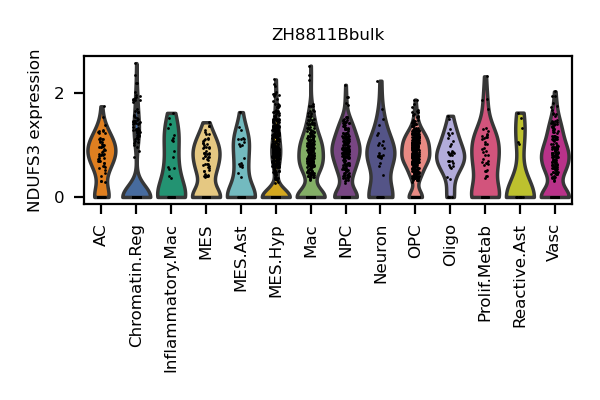 ZH8811Bbulk
NDUFS3 expression
2
0
AC
Chromatin.Reg
Inflammatory.Mac
MES
MES.Ast
MES.Hyp
Mac
NPC
Neuron
OPC
Oligo
Prolif.Metab
Reactive.Ast
Vasc